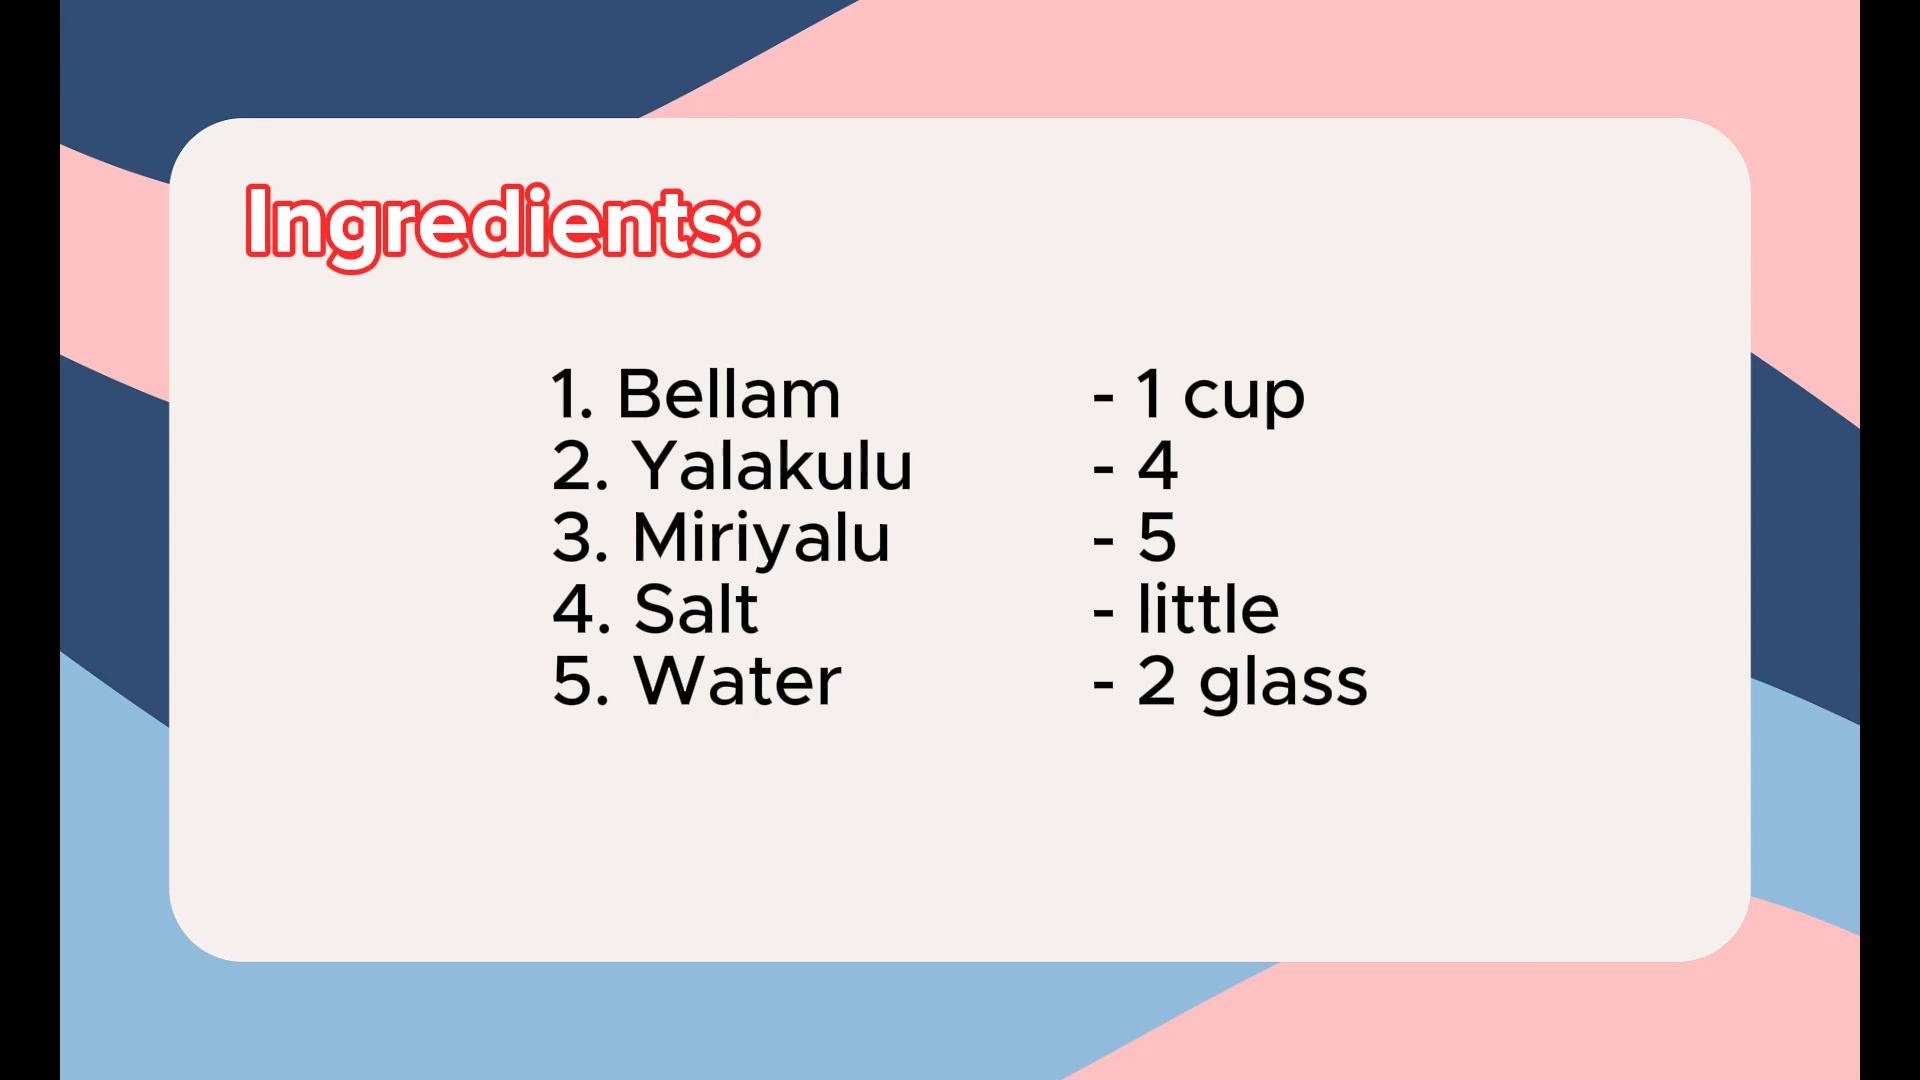 Ingredients:
1. Bellam - 1 cup
2. Yalakulu - 4
3. Miriyalu - 5
4. Salt - little
5. Water - 2 glass